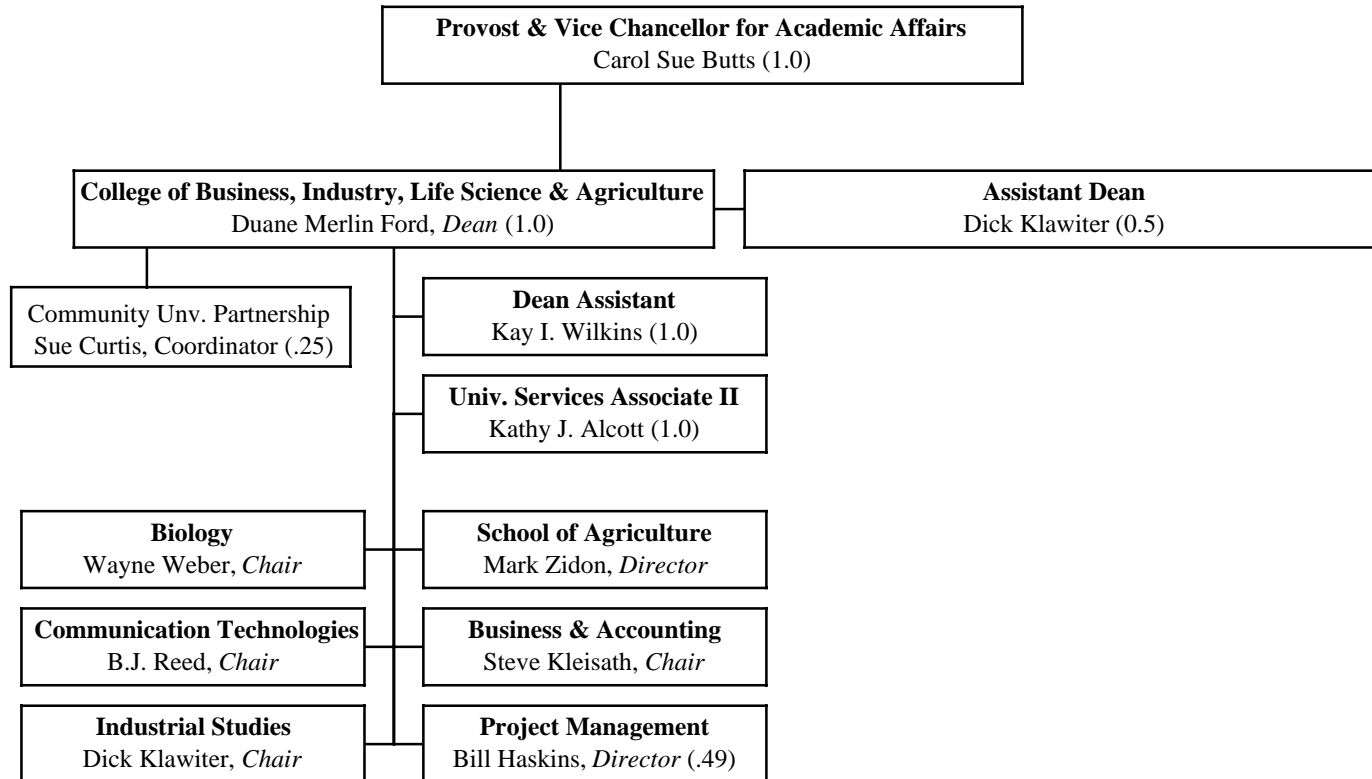 Provost & Vice Chancellor for Academic Affairs
Carol Sue Butts (1.0)
College of Business, Industry, Life Science & Agriculture
Duane Merlin Ford, Dean (1.0)
Assistant Dean
Dick Klawiter (0.5)
Community Unv. Partnership
Sue Curtis, Coordinator (.25)
Dean Assistant
Kay I. Wilkins (1.0)
Univ. Services Associate II
Kathy J. Alcott (1.0)
Biology
Wayne Weber, Chair
School of Agriculture
Mark Zidon, Director
Communication Technologies
B.J. Reed, Chair
Business & Accounting
Steve Kleisath, Chair
Industrial Studies
Dick Klawiter, Chair
Project Management
Bill Haskins, Director (.49)